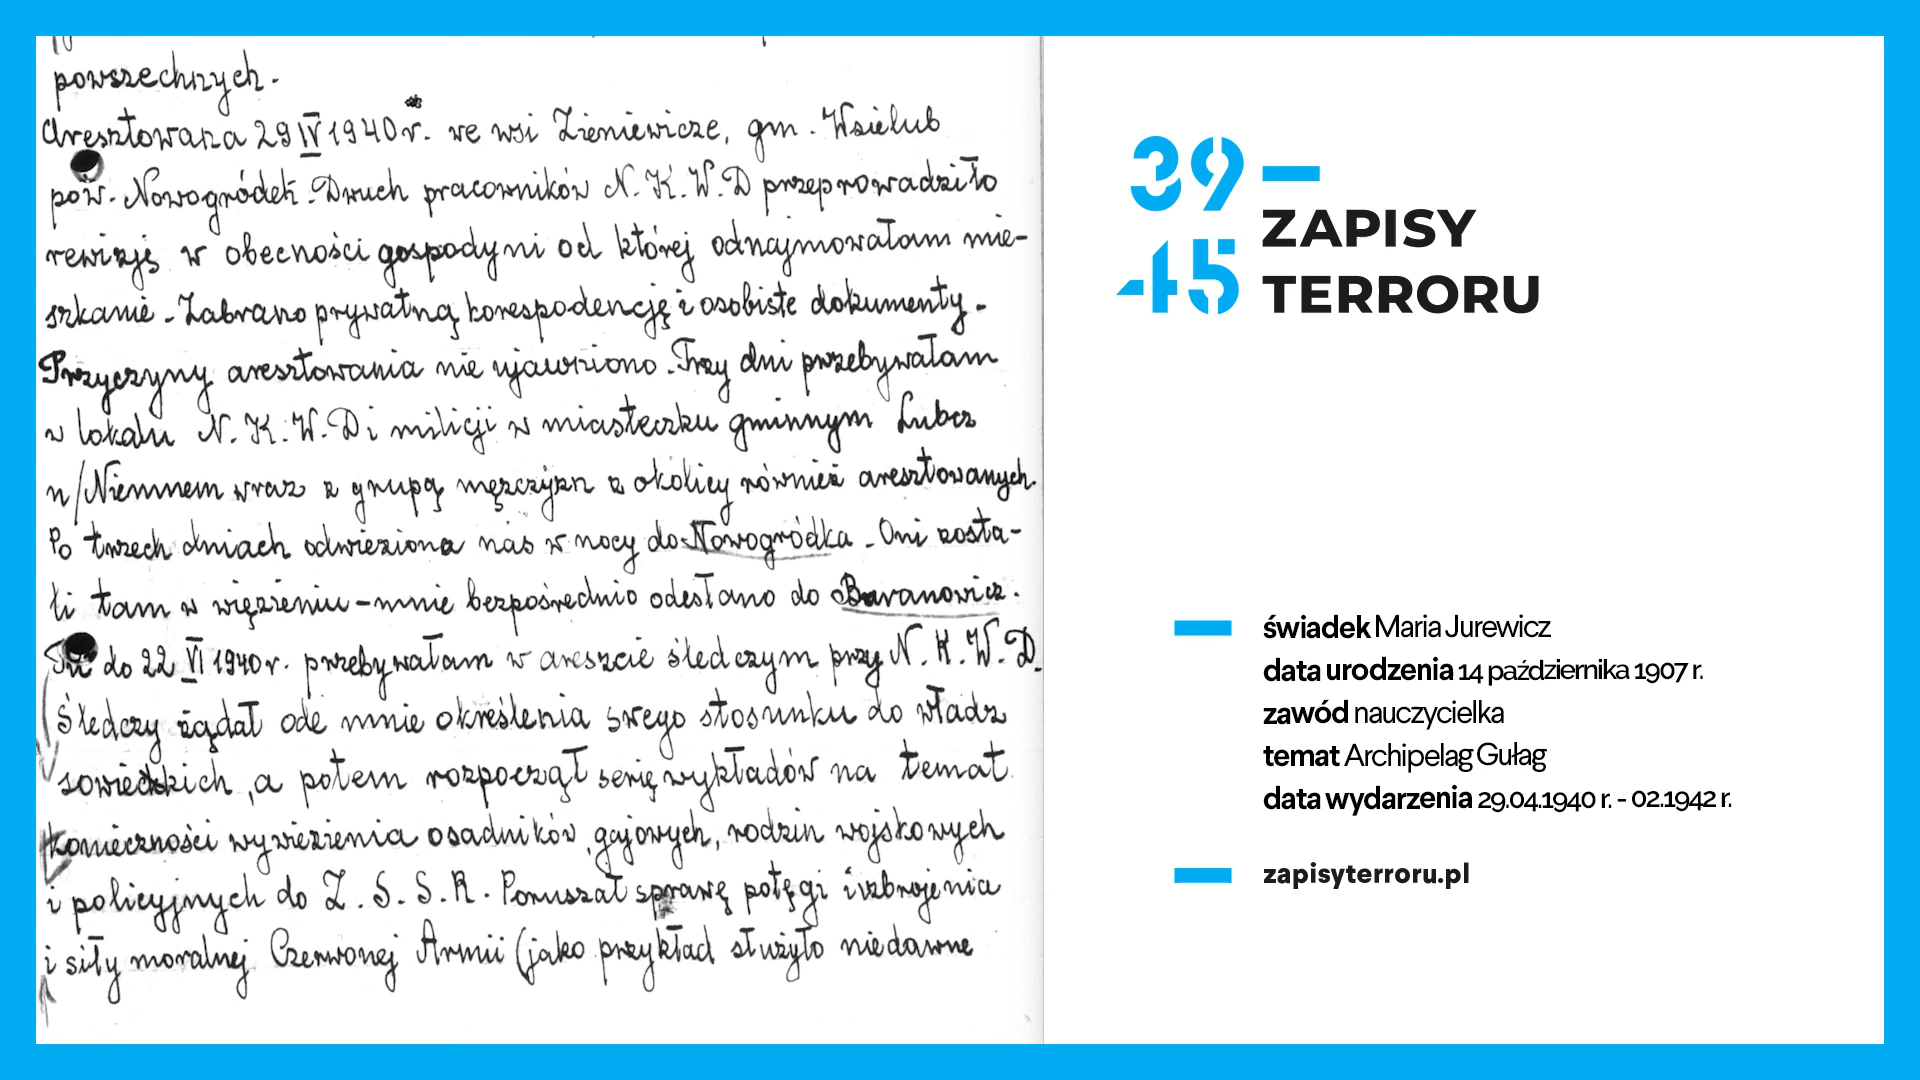 powszechnych.
Aresztowana 29 IV 1940 r. we wsi Zieniewicze, gm. Wsielub
pow. Nowogródek. Dwuch pracowników N.K.W.D przeprowadziło
rewizję w obecności gospodyni od której odnajmowałam mie-
szkanie. Zabrano prywatną korespodencję i osobiste dokumenty.
Przyczyny aresztowania nie ujawniono. Trzy dni przebywałam
w lokalu N.K.W.D i milicji w miasteczku gminnym Lubcz
n/Niemnem wraz z grupą mężczyzn z okolicy również aresztowanych.
Po trzech dniach odwieziono nas w nocy do Nowogródka. Oni zosta-
li tam w więzieniu - mnie bezpośrednio odesłano do Baranowicz.
Tu do 22 VI 1940 r. przebywałam w areszcie śledczym przy N.K.W.D.
Śledczy żądał ode mnie określenia swego stosunku do władz
sowieckich, a potem rozpoczął serię wykładów na temat
konieczności wywiezienia osadników, gajowych, rodzin wojskowych
i policyjnych do Z.S.S.R. Poruszał sprawę potęgi i uzbrojenia
i siły moralnej Czerwonej Armii (jako przykład służyło niedawne
39 –
45
ZAPISY
TERRORU
świadek Maria Jurewicz
data urodzenia 14 października 1907 r.
zawód nauczycielka
temat Archipelag Gułag
data wydarzenia 29.04.1940 r. - 02.1942 r.
zapisyterroru.pl